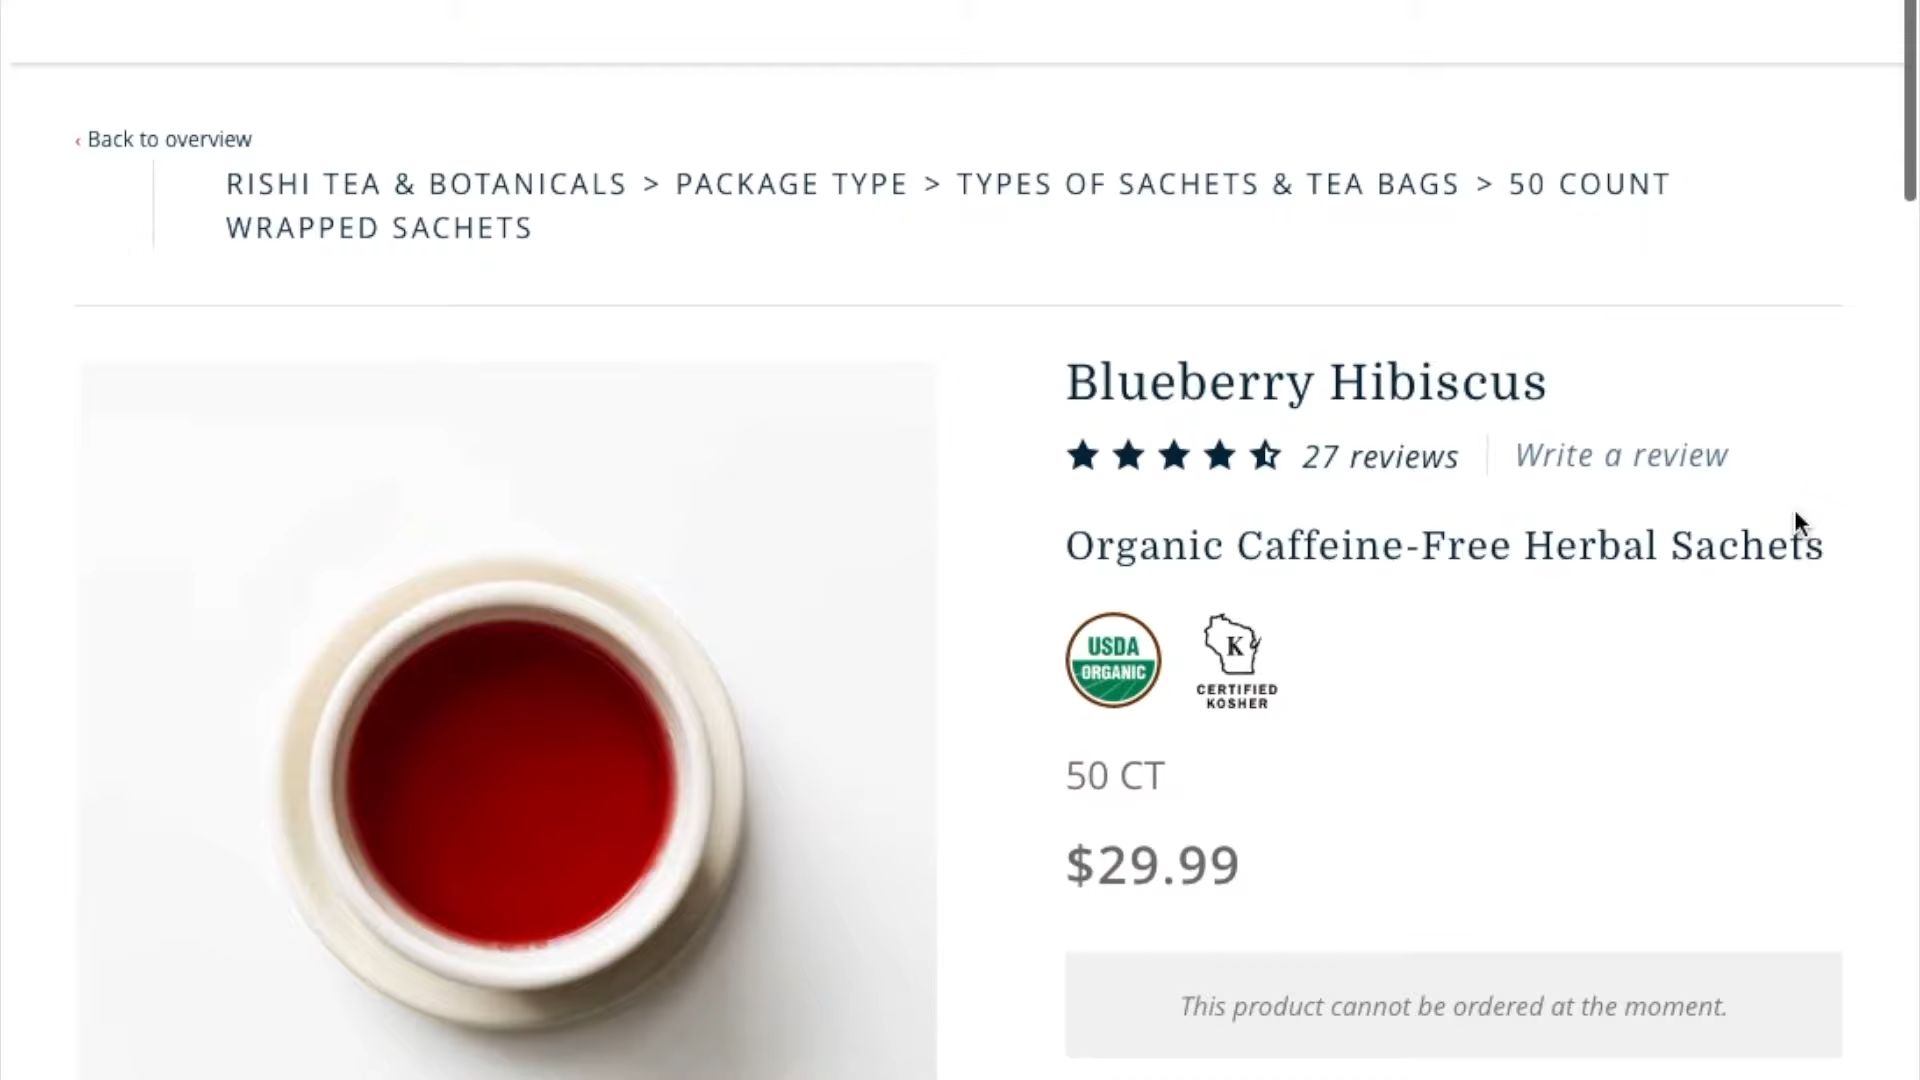 ‹ Back to overview
RISHI TEA & BOTANICALS > PACKAGE TYPE > TYPES OF SACHETS & TEA BAGS > 50 COUNT
WRAPPED SACHETS
Blueberry Hibiscus
27 reviews
Write a review
Organic Caffeine-Free Herbal Sachets
USDA
ORGANIC
K
CERTIFIED
KOSHER
50 CT
$29.99
This product cannot be ordered at the moment.